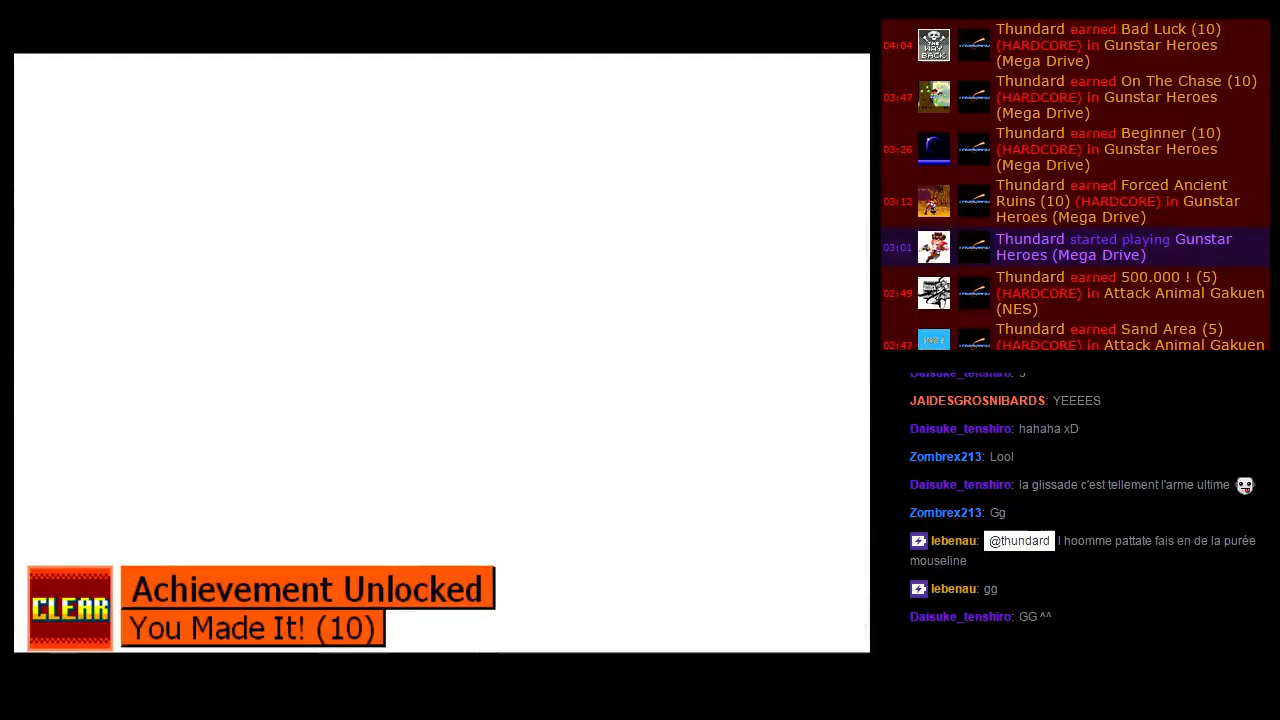 04:04
THE WAY BACK
Thundard earned Bad Luck (10)
(HARDCORE) in Gunstar Heroes
(Mega Drive)
03:47
Thundard earned On The Chase (10)
(HARDCORE) in Gunstar Heroes
(Mega Drive)
03:26
Thundard earned Beginner (10)
(HARDCORE) in Gunstar Heroes
(Mega Drive)
03:12
Thundard earned Forced Ancient
Ruins (10) (HARDCORE) in Gunstar
Heroes (Mega Drive)
03:01
Thundard started playing Gunstar
Heroes (Mega Drive)
02:49
Thundard earned 500.000 ! (5)
(HARDCORE) in Attack Animal Gakuen
(NES)
02:47
Thundard earned Sand Area (5)
(HARDCORE) in Attack Animal Gakuen
Daisuke_tenshiro:
JAIDESGROSNIBARDS: YEEEES
Daisuke_tenshiro: hahaha xD
Zombrex213: Lool
Daisuke_tenshiro: la glissade c'est tellement l'arme ultime
Zombrex213: Gg
lebenau: @thundard l hoomme pattate fais en de la purée
mouseline
lebenau: gg
Daisuke_tenshiro: GG ^^
CLEAR
Achievement Unlocked
You Made It! (10)